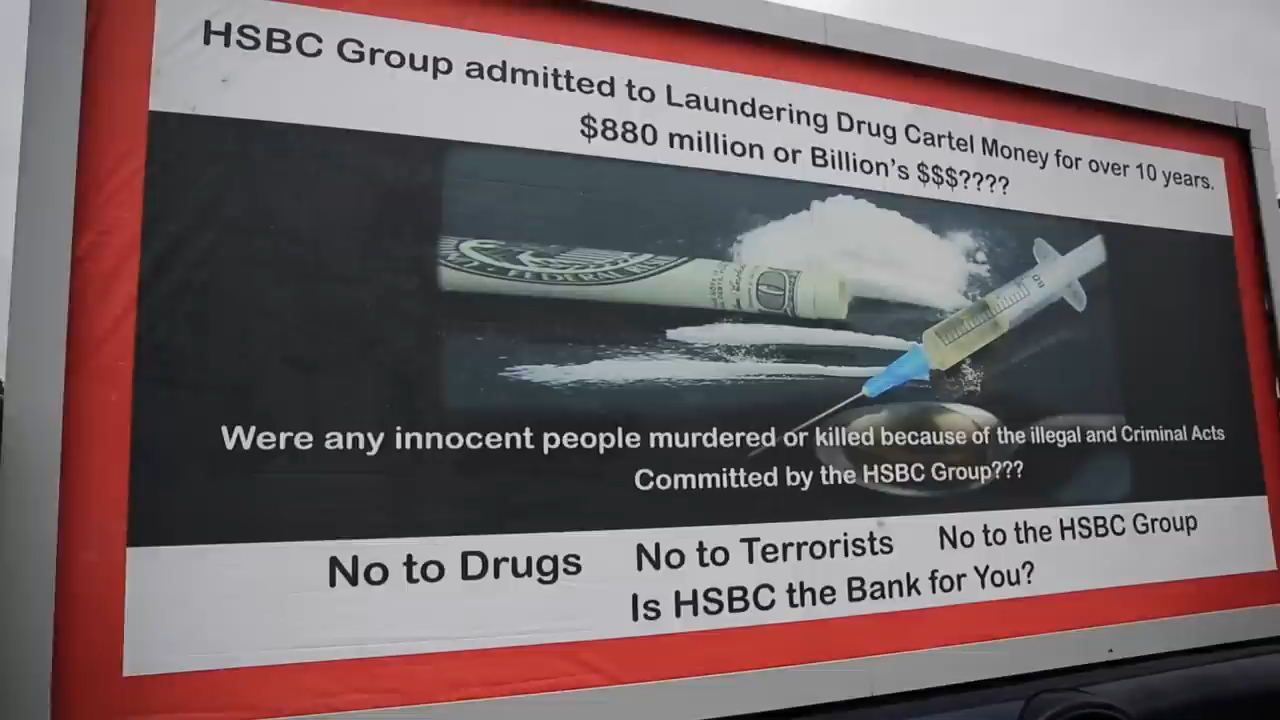 HSBC Group admitted to Laundering Drug Cartel Money for over 10 years.
$880 million or Billion's $$$????
FEDERAL RE
Were any innocent people murdered or killed because of the illegal and Criminal Acts
Committed by the HSBC Group???
No to Drugs No to Terrorists No to the HSBC Group
Is HSBC the Bank for You?